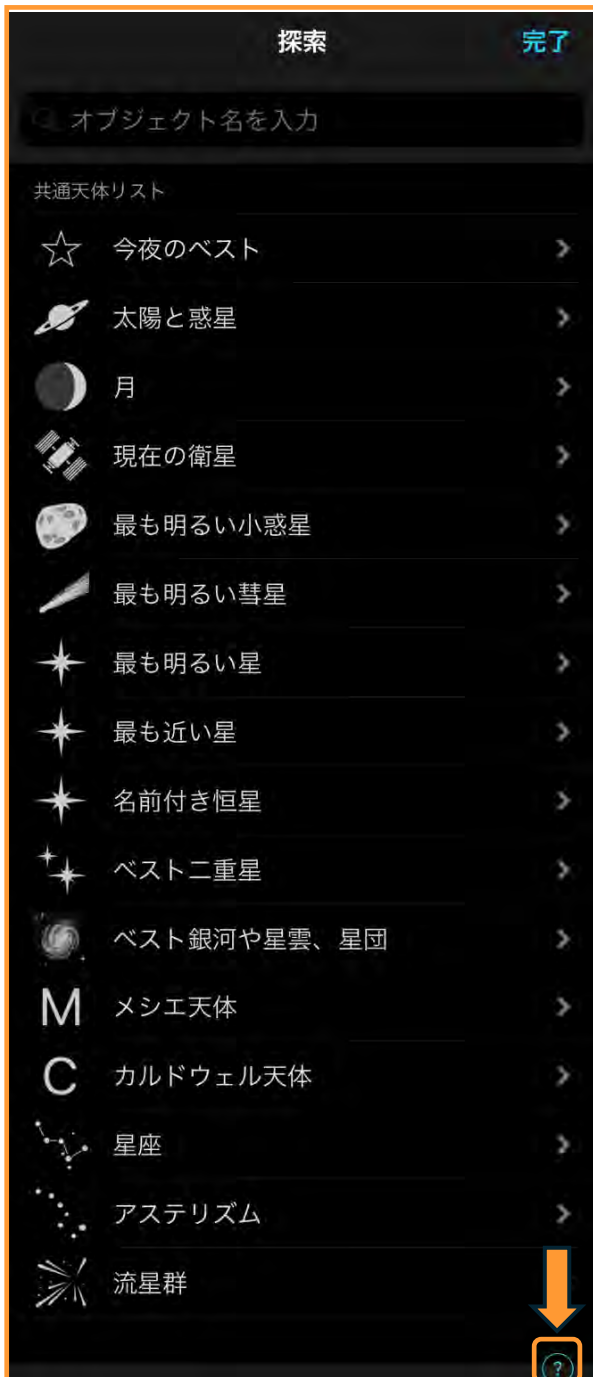 探索
完了
オブジェクト名を入力
共通天体リスト
今夜のベスト
太陽と惑星
月
現在の衛星
最も明るい小惑星
最も明るい彗星
最も明るい星
最も近い星
名前付き恒星
ベスト二重星
ベスト銀河や星雲、星団
M メシエ天体
C カルドウェル天体
星座
アステリズム
流星群
?